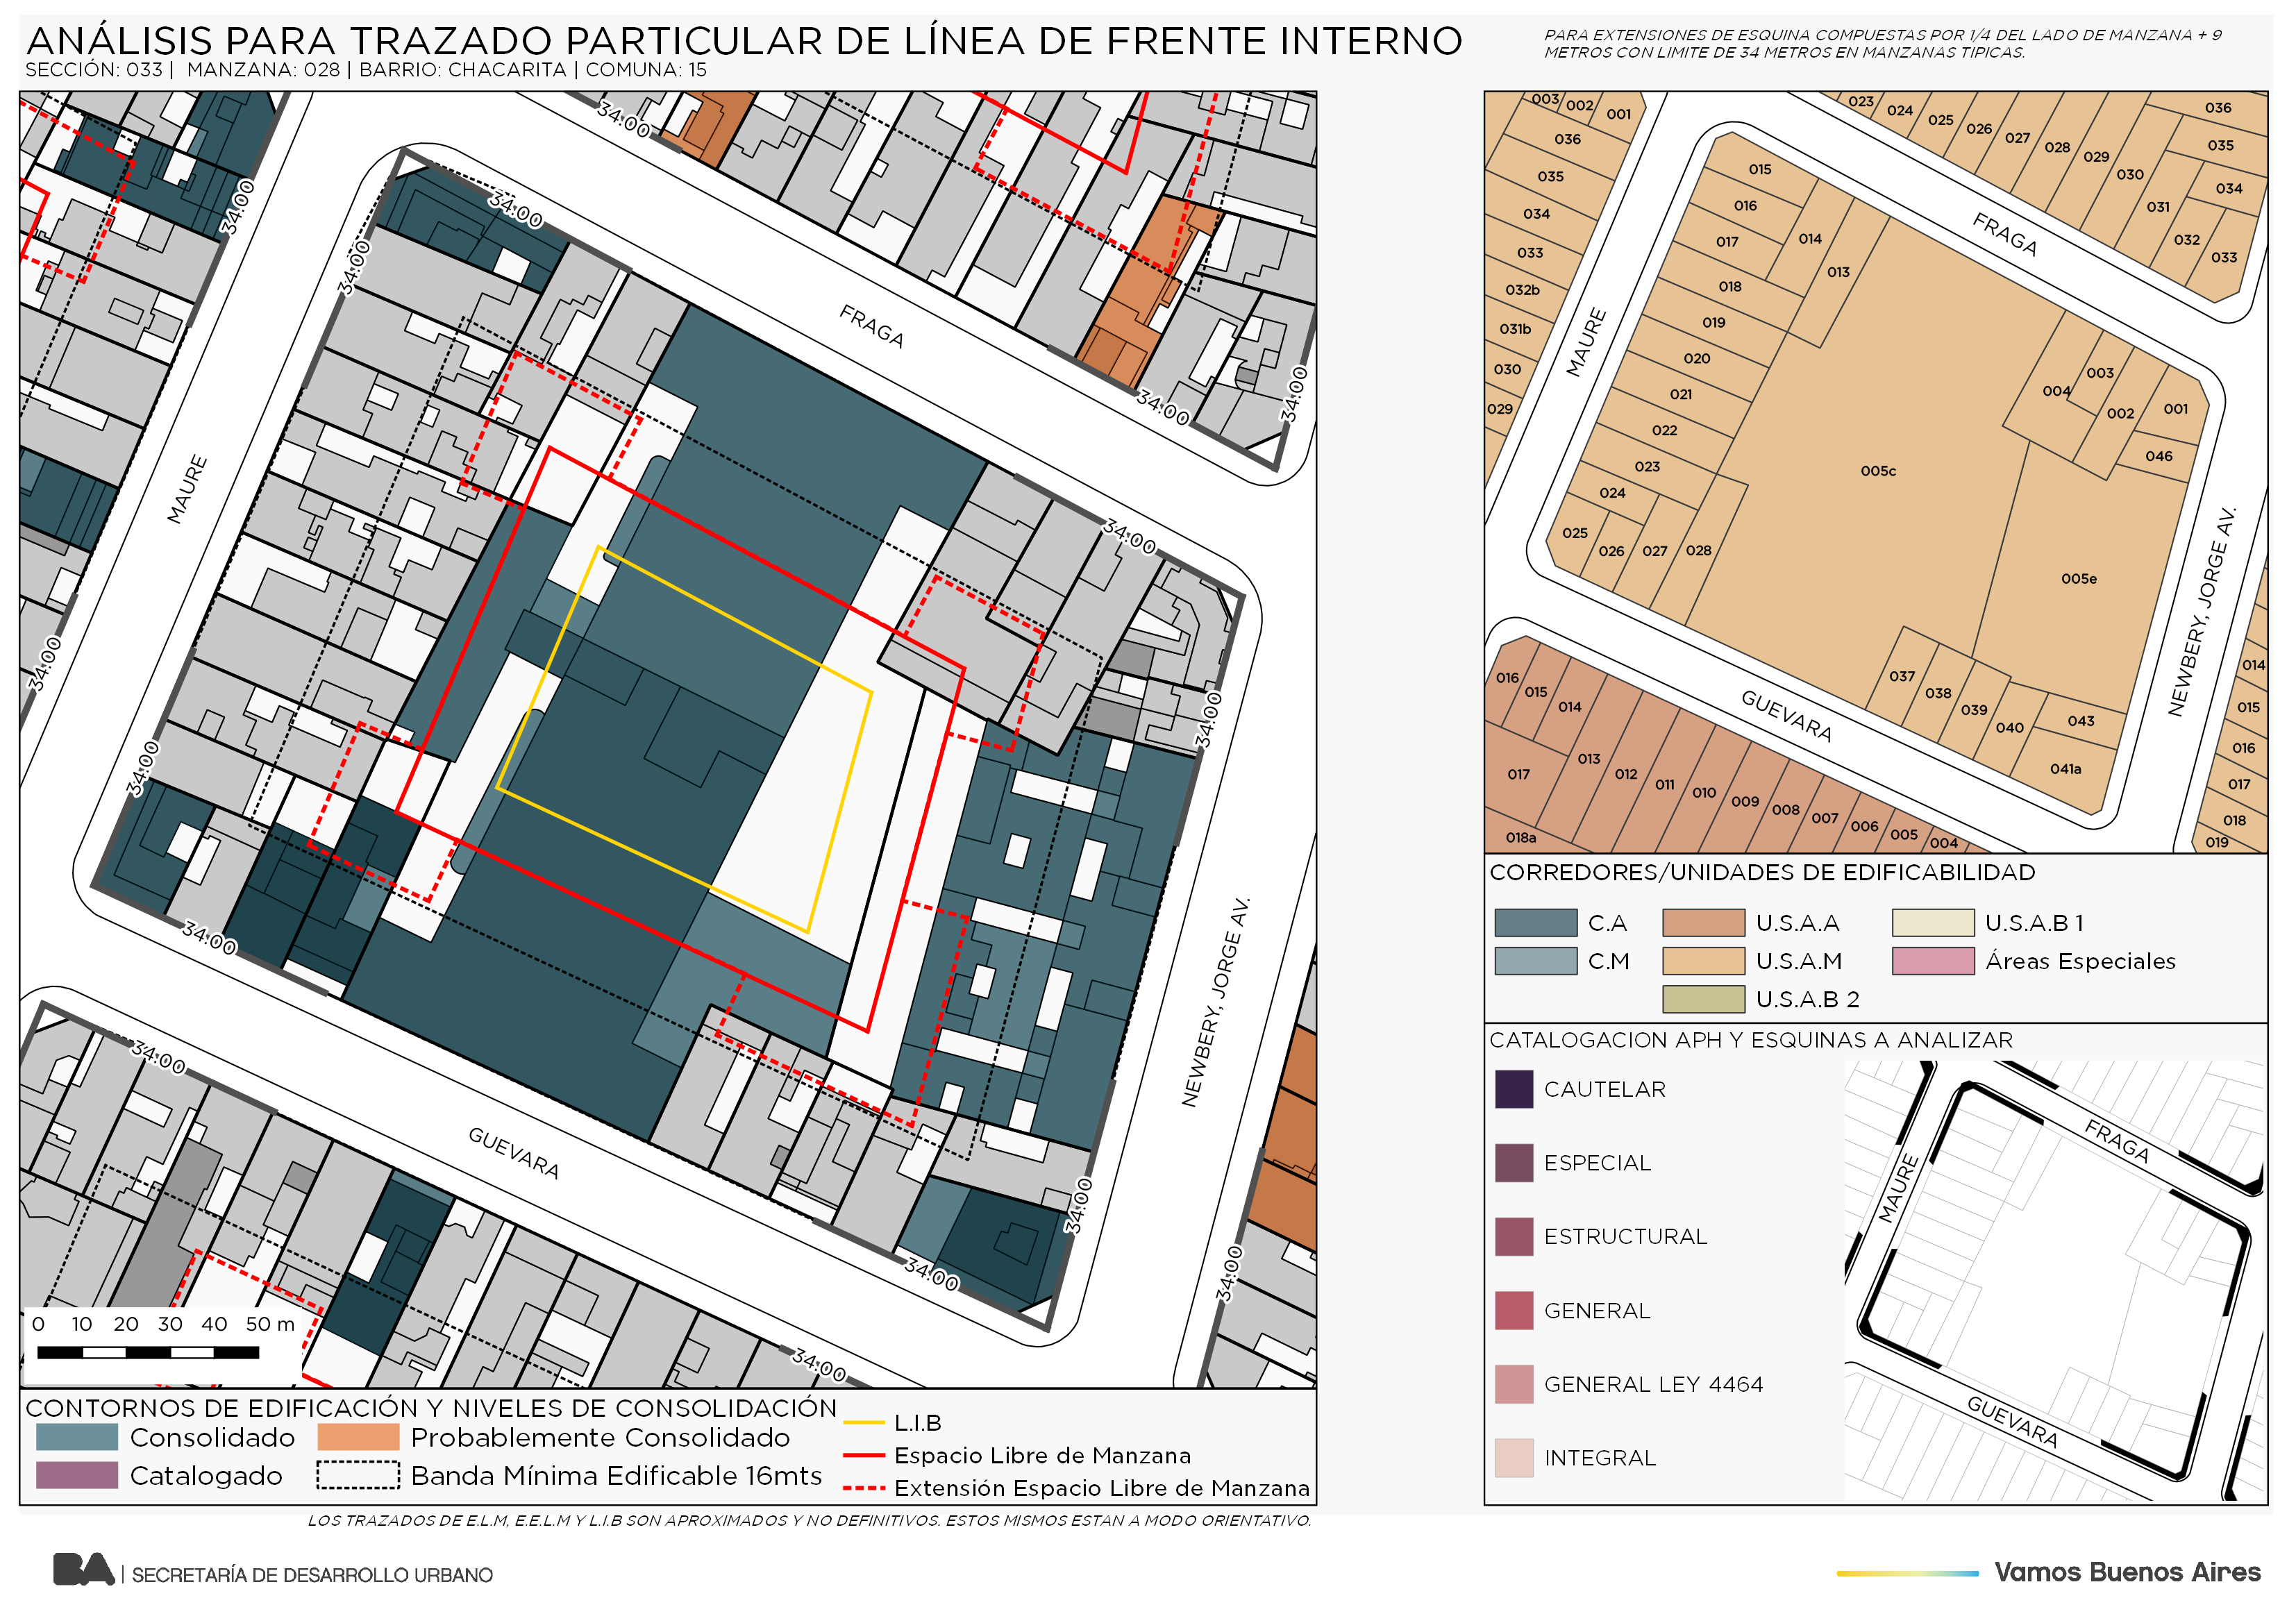 ANÁLISIS PARA TRAZADO PARTICULAR DE LÍNEA DE FRENTE INTERNO
SECCIÓN: 033 | MANZANA: 028 | BARRIO: CHACARITA | COMUNA: 15
PARA EXTENSIONES DE ESQUINA COMPUESTAS POR 1/4 DEL LADO DE MANZANA + 9
METROS CON LIMITE DE 34 METROS EN MANZANAS TIPICAS.
34:00
34:00
34:00
34:00
FRAGA
34:00
34:00
MAURE
34:00
34:00
34:00
34:00
34:00
NEWBERY, JORGE AV.
34:00
34:00
GUEVARA
34:00
34:00
34:00
34:00
0 10 20 30 40 50 m
CONTORNOS DE EDIFICACIÓN Y NIVELES DE CONSOLIDACIÓN
Consolidado
Probablemente Consolidado
Catalogado
Banda Mínima Edificable 16mts
L.I.B
Espacio Libre de Manzana
Extensión Espacio Libre de Manzana
LOS TRAZADOS DE E.L.M, E.E.L.M Y L.I.B SON APROXIMADOS Y NO DEFINITIVOS. ESTOS MISMOS ESTAN A MODO ORIENTATIVO.
003 002 001
036
035
034
033
032b
031b
030
029
023 024 025 026 027 028 029 030 031 032 033
036
035
034
FRAGA
MAURE
015
016
017
014
013
018
019
020
021
022
023
024
025 026 027 028
005c
004
003
002
001
046
005e
037 038 039 040
043
041a
NEWBERY, JORGE AV.
GUEVARA
016 015 014 013 012 011 010 009 008 007 006 005 004
017
018a
014
015
016
017
018
019
CORREDORES/UNIDADES DE EDIFICABILIDAD
C.A
U.S.A.A
U.S.A.B 1
C.M
U.S.A.M
Áreas Especiales
U.S.A.B 2
CATALOGACION APH Y ESQUINAS A ANALIZAR
CAUTELAR
ESPECIAL
ESTRUCTURAL
GENERAL
GENERAL LEY 4464
INTEGRAL
FRAGA
MAURE
GUEVARA
BA | SECRETARÍA DE DESARROLLO URBANO
Vamos Buenos Aires